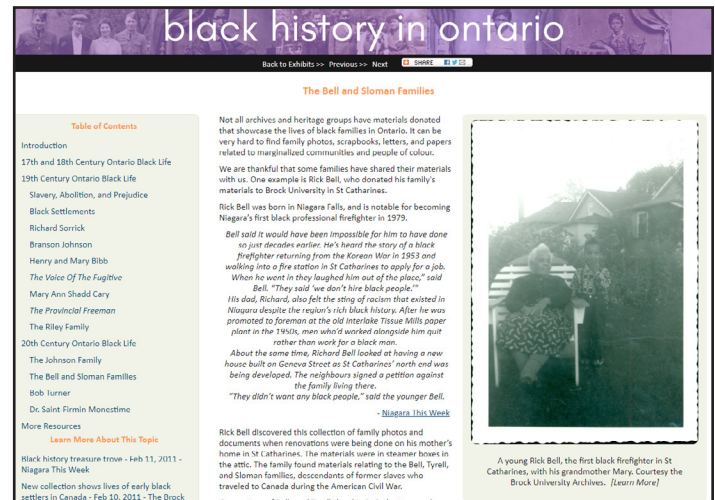 black history in ontario
Back to Exhibits >> Previous >> Next
SHARE
The Bell and Sloman Families
Table of Contents
Introduction
17th and 18th Century Ontario Black Life
19th Century Ontario Black Life
Slavery, Abolition, and Prejudice
Black Settlements
Richard Sorrick
Branson Johnson
Henry and Mary Bibb
The Voice Of The Fugitive
Mary Ann Shadd Cary
The Provincial Freeman
The Riley Family
20th Century Ontario Black Life
The Johnson Family
The Bell and Sloman Families
Bob Turner
Dr. Saint-Firmin Monestime
More Resources
Learn More About This Topic
Black history treasure trove - Feb 11, 2011 -
Niagara This Week
New collection shows lives of early black
settlers in Canada - Feb 10, 2011 - The Brock
Not all archives and heritage groups have materials donated
that showcase the lives of black families in Ontario. It can be
very hard to find family photos, scrapbooks, letters, and papers
related to marginalized communities and people of colour.
We are thankful that some families have shared their materials
with us. One example is Rick Bell, who donated his family's
materials to Brock University in St Catharines.
Rick Bell was born in Niagara Falls, and is notable for becoming
Niagara's first black professional firefighter in 1979.
Bell said it would have been impossible for him to have done
so just decades earlier. He's heard the story of a black
firefighter returning from the Korean War in 1953 and
walking into a fire station in St Catharines to apply for a job.
When he went in they laughed him out of the place," said
Bell. "They said 'we don't hire black people.'"
His dad, Richard, also felt the sting of racism that existed in
Niagara despite the region's rich black history. After he was
promoted to foreman at the old Interlake Tissue Mills paper
plant in the 1950s, men who'd worked alongside him quit
rather than work for a black man.
About the same time, Richard Bell looked at having a new
house built on Geneva Street as St Catharines' north end was
being developed. The neighbours signed a petition against
the family living there.
"They didn't want any black people," said the younger Bell.
- Niagara This Week
Rick Bell discovered this collection of family photos and
documents when renovations were being done on his mother's
home in St Catharines. The materials were in steamer boxes in
the attic. The family found materials relating to the Bell, Tyrell,
and Sloman families, descendants of former slaves who
traveled to Canada during the American Civil War.
A young Rick Bell, the first black firefighter in St
Catharines, with his grandmother Mary. Courtesy the
Brock University Archives. [Learn More]